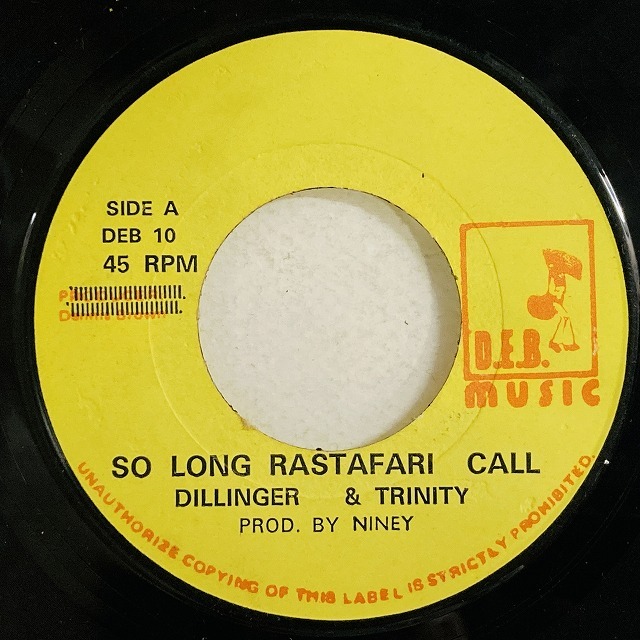 SIDE A
DEB 10
45 RPM
D.E.B.
MUSIC
SO LONG RASTAFARI CALL
DILLINGER & TRINITY
PROD. BY NINEY
UNAUTHORIZE COPYING OF THIS LABEL IS STRICTLY PROHIBITED.